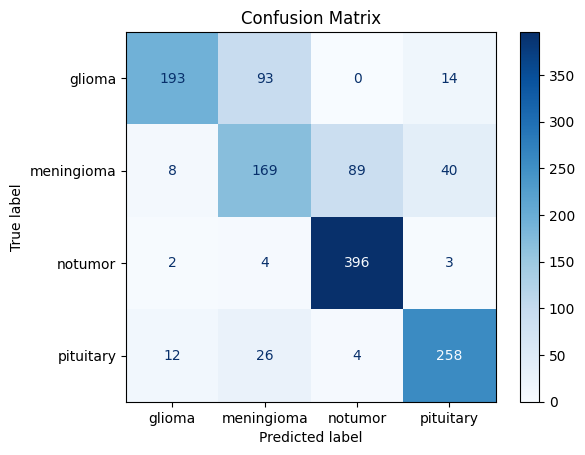 Confusion Matrix
glioma 193 93 0 14
meningioma 8 169 89 40
notumor 2 4 396 3
pituitary 12 26 4 258
glioma meningioma notumor pituitary
Predicted label
True label
350
300
250
200
150
100
50
0